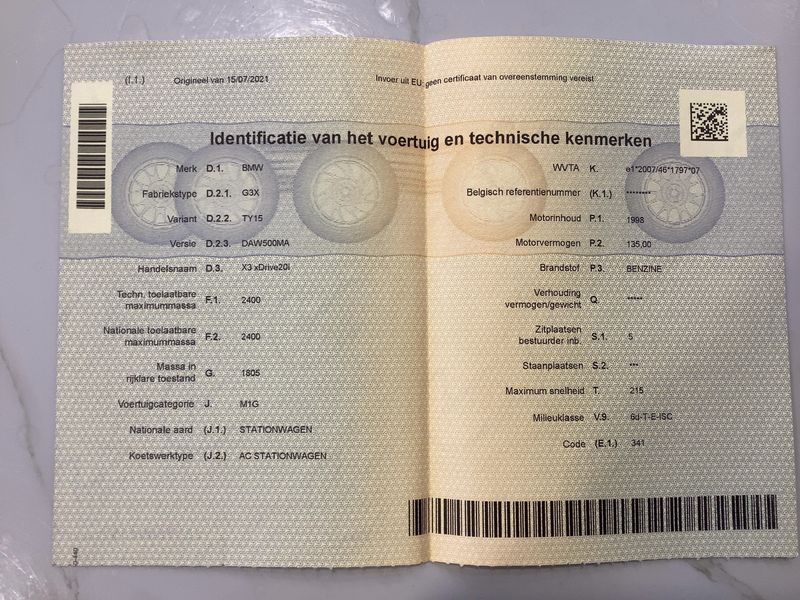 (I.1.) Origineel van 15/07/2021
Invoer uit EU: geen certificaat van overeenstemming vereist
Identificatie van het voertuig en technische kenmerken
Merk D.1. BMW
Fabriekstype D.2.1. G3X
Variant D.2.2. TY15
Versie D.2.3. DAW500MA
Handelsnaam D.3. X3 xDrive20i
Techn. toelaatbare
maximummassa F.1. 2400
Nationale toelaatbare
maximummassa F.2. 2400
Massa in
rijklare toestand G. 1805
Voertuigcategorie J. M1G
Nationale aard (J.1.) STATIONWAGEN
Koetswerktype (J.2.) AC STATIONWAGEN
WVTA K. e1*2007/46*1797*07
Belgisch referentienummer (K.1.) ********
Motorinhoud P.1. 1998
Motorvermogen P.2. 135,00
Brandstof P.3. BENZINE
Verhouding
vermogen/gewicht Q. *****
Zitplaatsen
bestuurder inb. S.1. 5
Staanplaatsen S.2. ***
Maximum snelheid T. 215
Milieuklasse V.9. 6d-T-E-ISC
Code (E.1.) 341